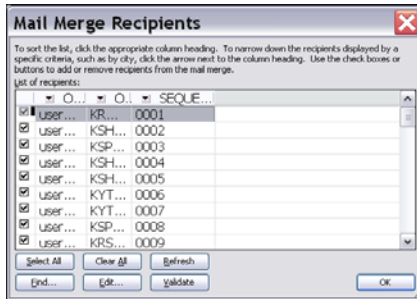 Mail Merge Recipients
To sort the list, click the appropriate column heading. To narrow down the recipients displayed by a
specific criteria, such as by city, click the arrow next to the column heading. Use the check boxes or
buttons to add or remove recipients from the mail merge.
List of recipients:
O... O.. SEQUE...
user... KR... 0001
user... KSH... 0002
user... KSP... 0003
user... KSH... 0004
user... KSH... 0005
user... KYT... 0006
user... KYT... 0007
user... KSP... 0008
user... KRS... 0009
Select All Clear All Refresh
Find... Edit... Validate OK